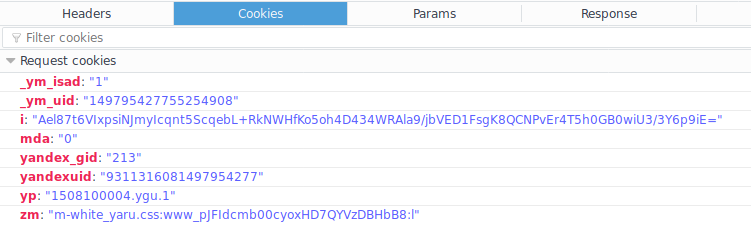 Headers Cookies Params Response
Filter cookies
Request cookies
_ym_isad: "1"
_ym_uid: "149795427755254908"
i: "Ael87t6VIxpsiNJmyIcqnt5ScqebL+RkNWHfKo5oh4D434WRAla9/jbVED1FsgK8QCNPvEr4T5h0GB0wiU3/3Y6p9iE="
mda: "0"
yandex_gid: "213"
yandexuid: "9311316081497954277"
yp: "1508100004.ygu.1"
zm: "m-white_yaru.css:www_pJFIdcmb00cyoxHD7QYVzDBHbB8:l"